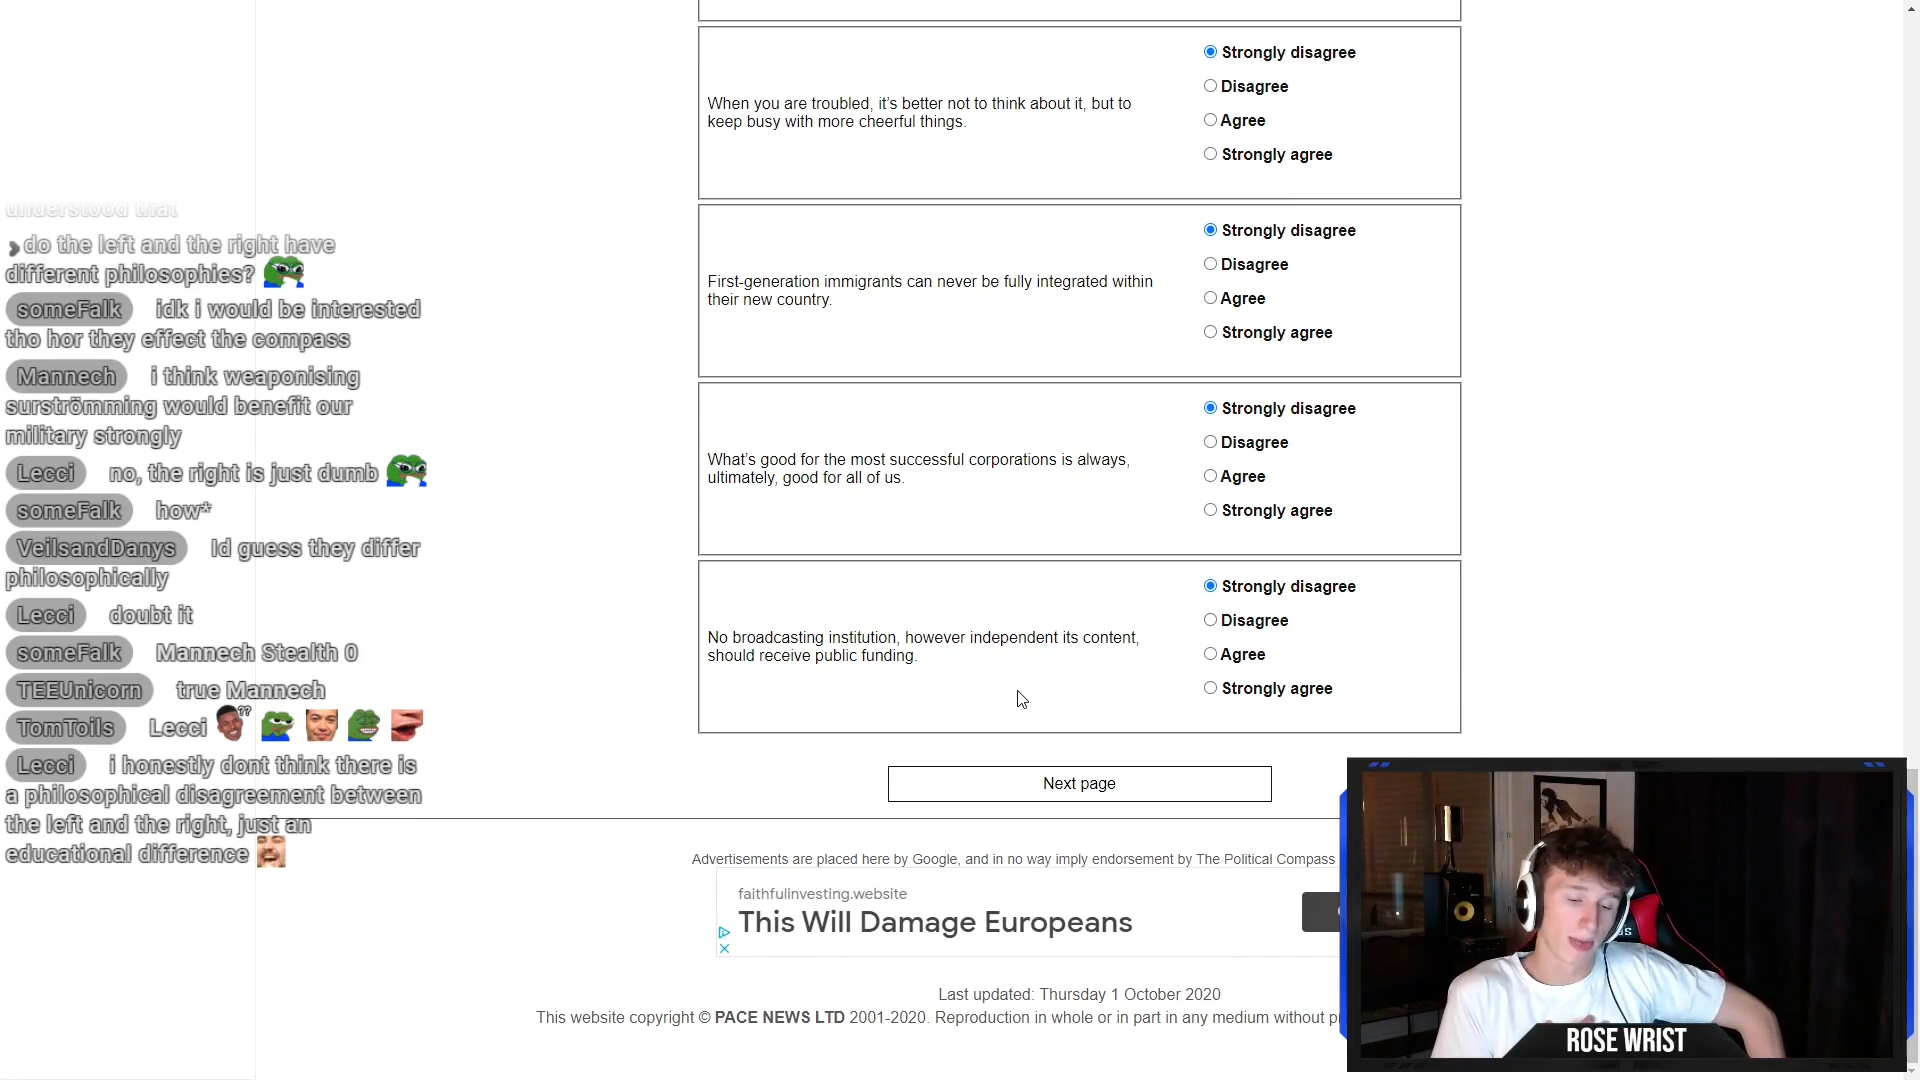 understood that
do the left and the right have
different philosophies?
someFalk idk i would be interested
tho hor they effect the compass
Mannech i think weaponising
surströmming would benefit our
military strongly
Lecci no, the right is just dumb
someFalk how*
VeilsandDanys Id guess they differ
philosophically
Lecci doubt it
someFalk Mannech Stealth 0
TEEUnicorn true Mannech
TomToils Lecci ??
Lecci i honestly dont think there is
a philosophical disagreement between
the left and the right, just an
educational difference
When you are troubled, it's better not to think about it, but to
keep busy with more cheerful things.
Strongly disagree
Disagree
Agree
Strongly agree
First-generation immigrants can never be fully integrated within
their new country.
Strongly disagree
Disagree
Agree
Strongly agree
What's good for the most successful corporations is always,
ultimately, good for all of us.
Strongly disagree
Disagree
Agree
Strongly agree
No broadcasting institution, however independent its content,
should receive public funding.
Strongly disagree
Disagree
Agree
Strongly agree
Next page
Advertisements are placed here by Google, and in no way imply endorsement by The Political Compass
faithfulinvesting.website
This Will Damage Europeans
Last updated: Thursday 1 October 2020
This website copyright © PACE NEWS LTD 2001-2020. Reproduction in whole or in part in any medium without
ROSE WRIST